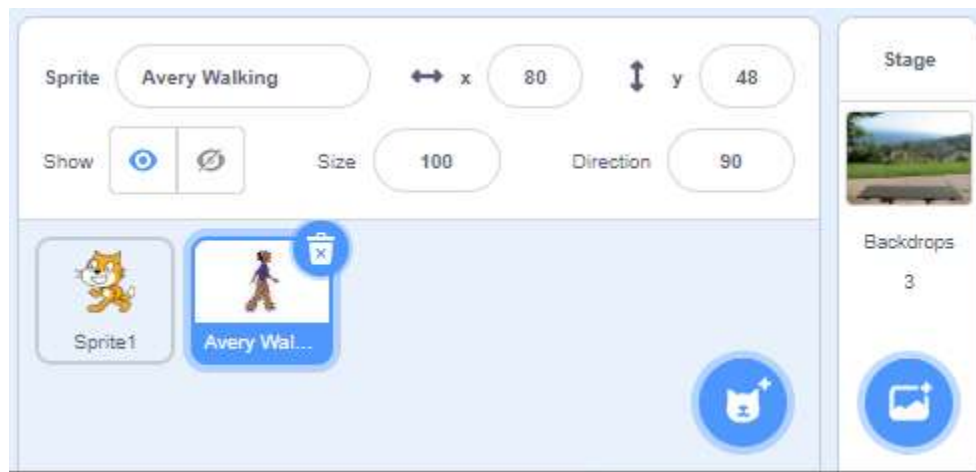 Sprite Avery Walking x 80 y 48
Show Size 100 Direction 90
Sprite1
Avery Wal...
Stage
Backdrops
3